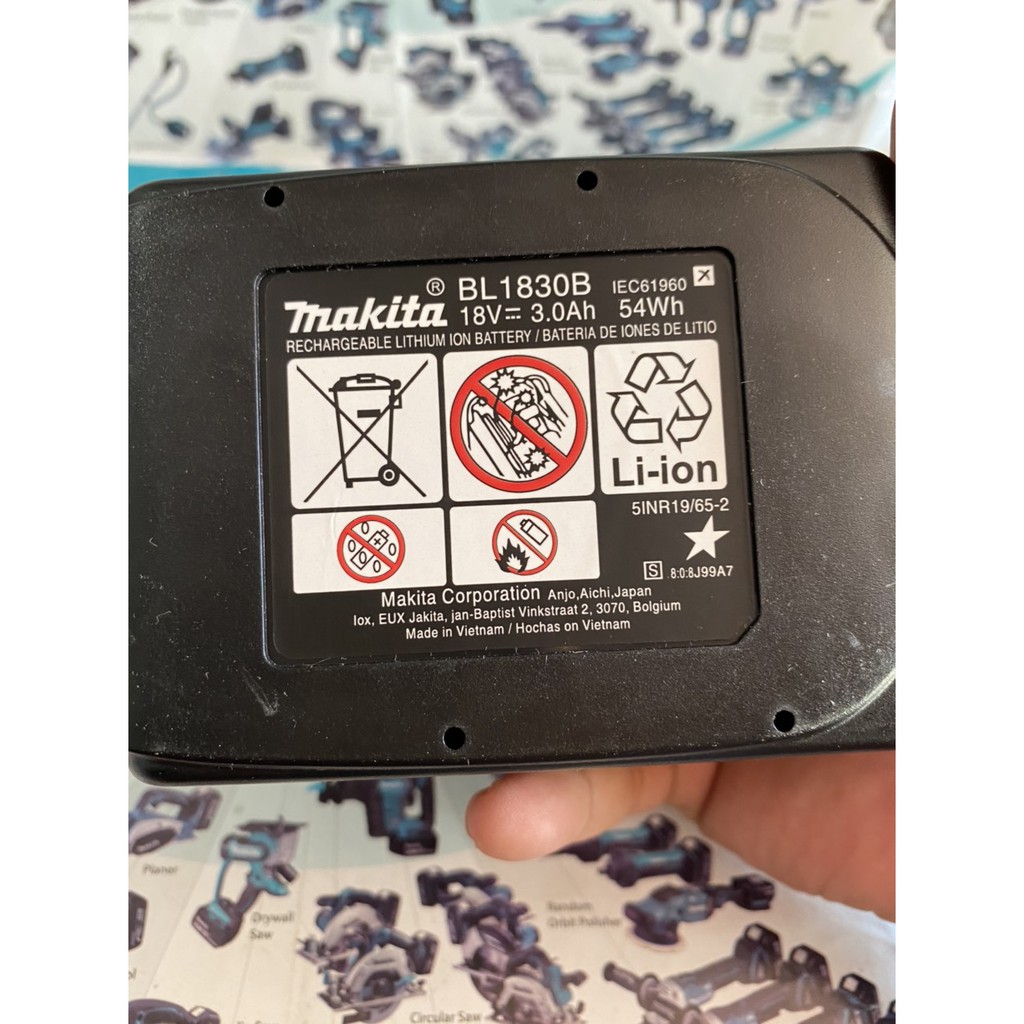 makita® BL1830B IEC61960
18V⎓ 3.0Ah 54Wh
RECHARGEABLE LITHIUM ION BATTERY / BATERIA DE IONES DE LITIO
Li-ion
5INR19/65-2
S 8:0:8J99A7
Makita Corporation Anjo,Aichi,Japan
Iox, EUX Jakita, jan-Baptist Vinkstraat 2, 3070, Bolgium
Made in Vietnam / Hochas on Vietnam
Planor
Drywall
Saw
Random
Orbit Polisher
Circular Saw